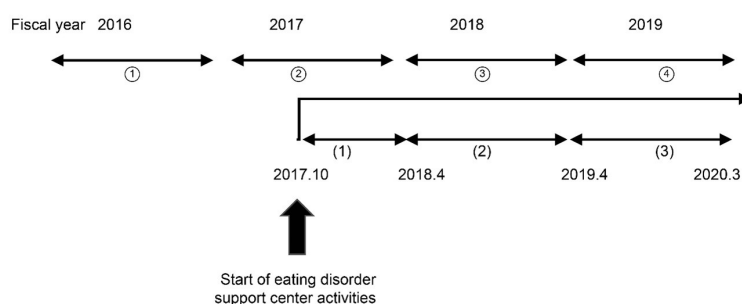 Fiscal year 2016 2017 2018 2019
① ② ③ ④
(1) (2) (3)
2017.10 2018.4 2019.4 2020.3
Start of eating disorder
support center activities